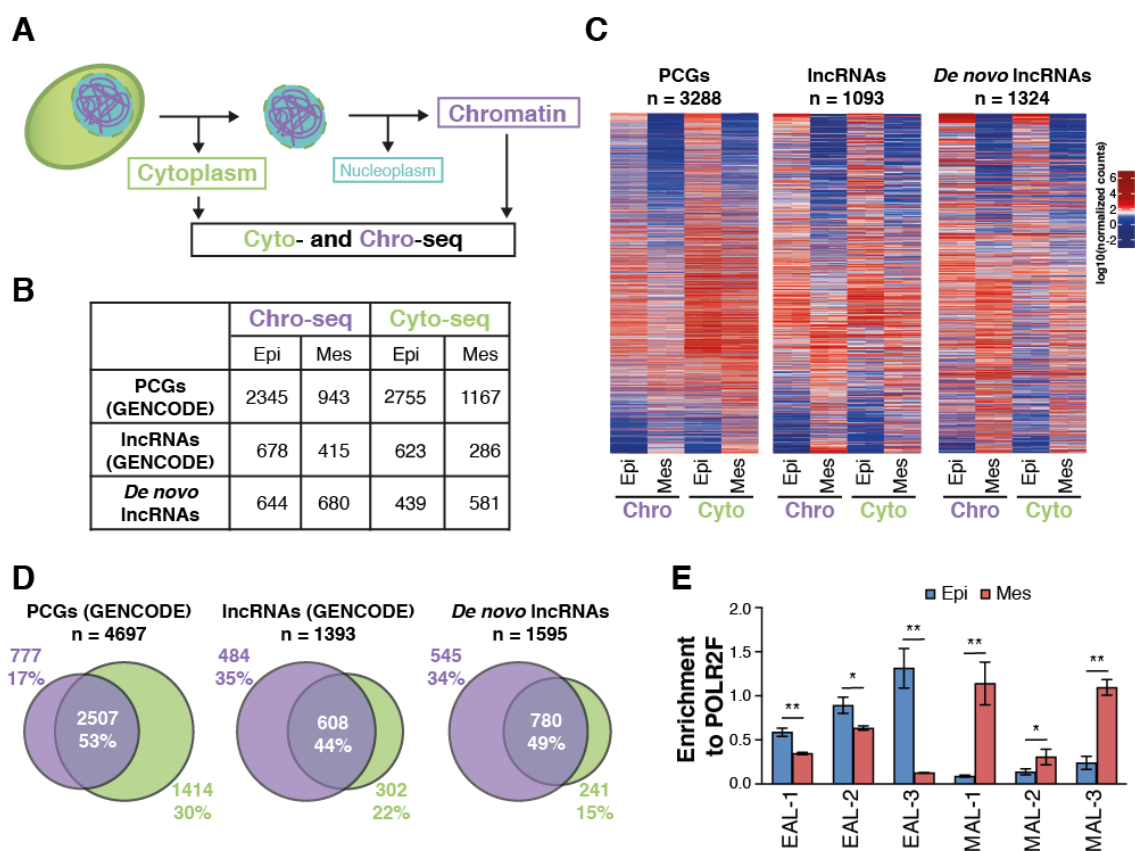 A
Cytoplasm
Nucleoplasm
Chromatin
Cyto- and Chro-seq
B
Chro-seq Cyto-seq
Epi Mes Epi Mes
PCGs
(GENCODE)
2345 943 2755 1167
lncRNAs
(GENCODE)
678 415 623 286
De novo
lncRNAs
644 680 439 581
C
PCGs
n = 3288
lncRNAs
n = 1093
De novo lncRNAs
n = 1324
log10(normalized counts)
6
4
2
0
-2
Epi Mes Epi Mes
Chro Cyto
Epi Mes Epi Mes
Chro Cyto
Epi Mes Epi Mes
Chro Cyto
D
PCGs (GENCODE)
n = 4697
777
17%
2507
53%
1414
30%
lncRNAs (GENCODE)
n = 1393
484
35%
608
44%
302
22%
De novo lncRNAs
n = 1595
545
34%
780
49%
241
15%
E
Epi Mes
Enrichment
to POLR2F
2.0
1.5
1.0
0.5
0.0
** * ** ** * **
EAL-1 EAL-2 EAL-3 MAL-1 MAL-2 MAL-3